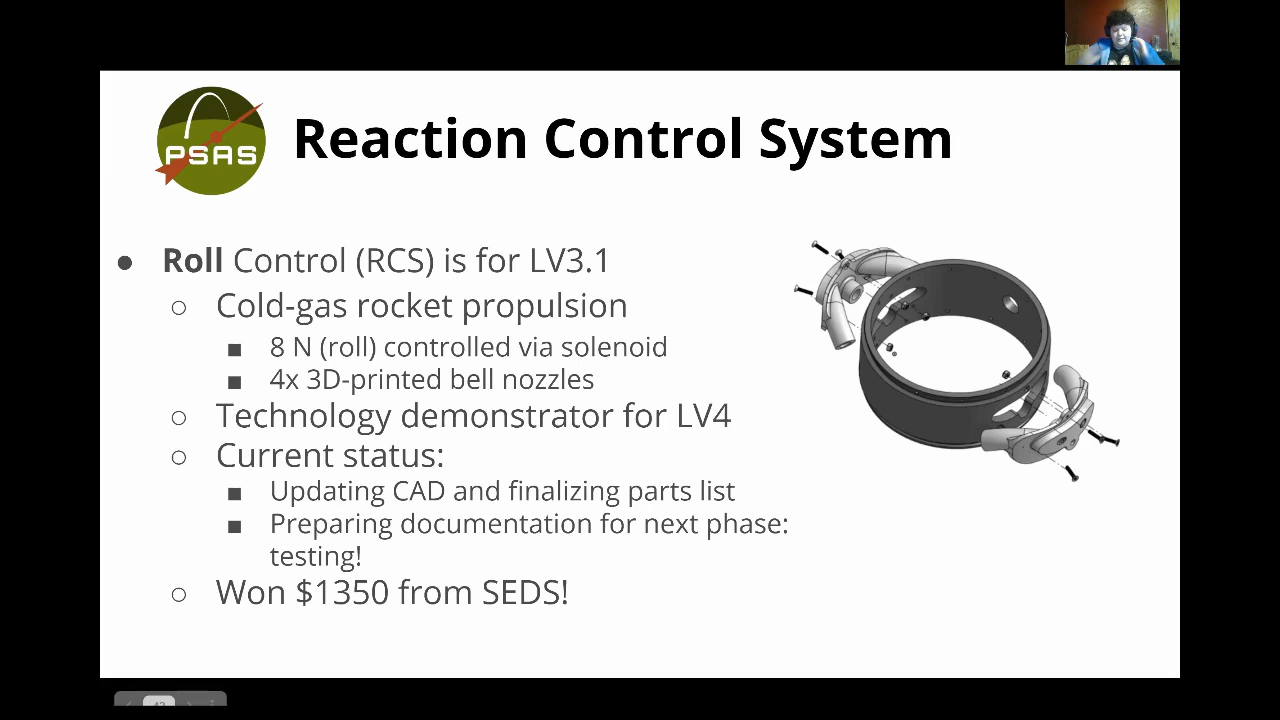 PSAS
Reaction Control System
● Roll Control (RCS) is for LV3.1
○ Cold-gas rocket propulsion
■ 8 N (roll) controlled via solenoid
■ 4x 3D-printed bell nozzles
○ Technology demonstrator for LV4
○ Current status:
■ Updating CAD and finalizing parts list
■ Preparing documentation for next phase:
testing!
○ Won $1350 from SEDS!